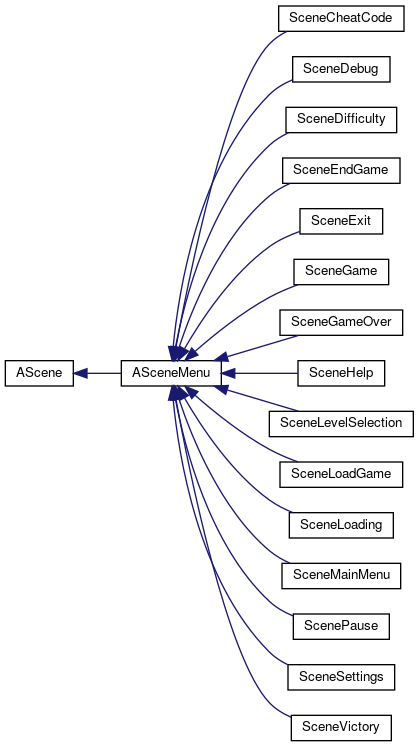 SceneCheatCode
SceneDebug
SceneDifficulty
SceneEndGame
SceneExit
SceneGame
SceneGameOver
AScene
ASceneMenu
SceneHelp
SceneLevelSelection
SceneLoadGame
SceneLoading
SceneMainMenu
ScenePause
SceneSettings
SceneVictory